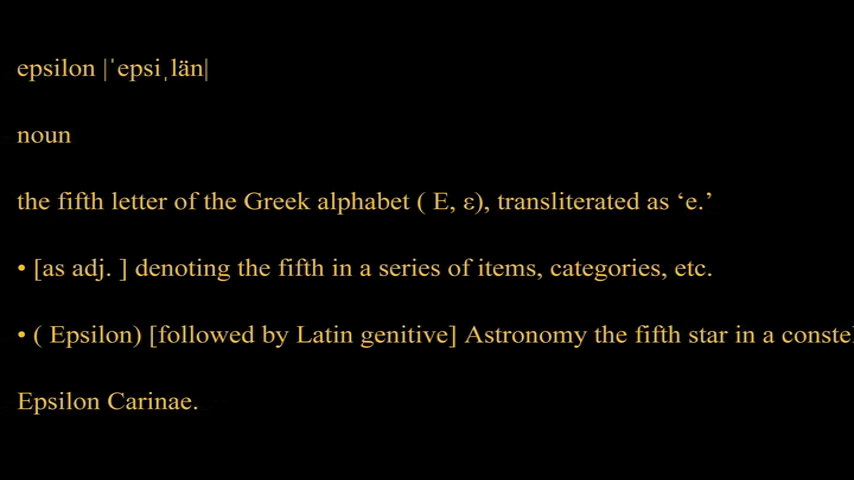 epsilon |ˈepsiˌlän|
noun
the fifth letter of the Greek alphabet ( Ε, ε), transliterated as ‘e.’
• [as adj. ] denoting the fifth in a series of items, categories, etc.
• ( Epsilon) [followed by Latin genitive] Astronomy the fifth star in a
Epsilon Carinae.